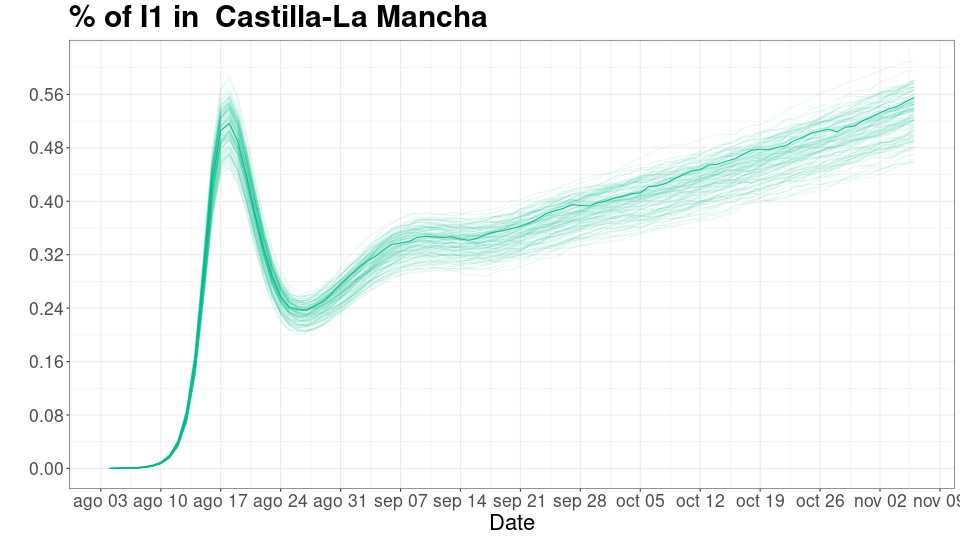 % of I1 in  Castilla-La Mancha
0.56
0.48
0.40
0.32
0.24
0.16
0.08
0.00
ago 03 ago 10 ago 17 ago 24 ago 31 sep 07 sep 14 sep 21 sep 28 oct 05 oct 12 oct 19 oct 26 nov 02 nov 09
Date